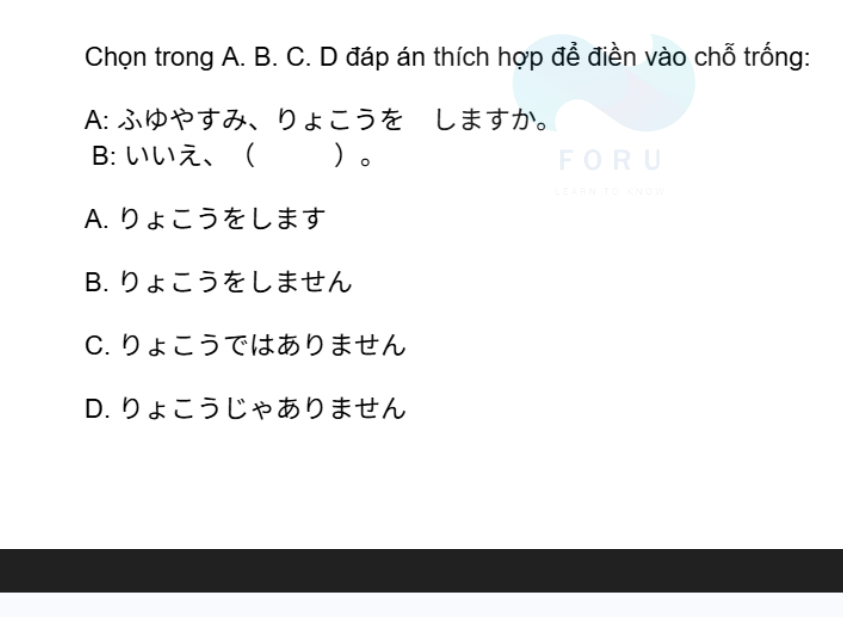 Chọn trong A. B. C. D đáp án thích hợp để điền vào chỗ trống:
A: ふゆやすみ、りょこうを　しますか。
B: いいえ、（　　　）。
FORU
LEARN TO KNOW
A. りょこうをします
B. りょこうをしません
C. りょこうではありません
D. りょこうじゃありません